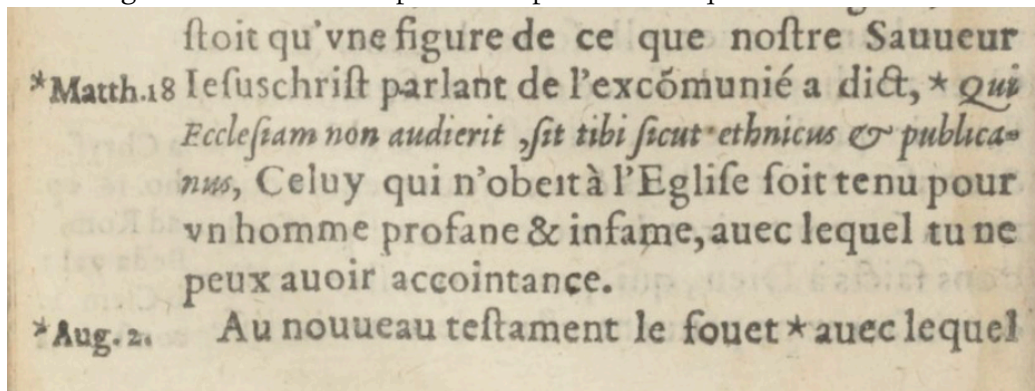 ſtoit qu'vne figure de ce que noſtre Sauueur
*Matth.18 Ieſuschriſt parlant de l'excõmunié a dict, * Qui
Eccleſiam non audierit , ſit tibi ſicut ethnicus & publica-
nus, Celuy qui n'obeıt à l'Egliſe ſoit tenu pour
vn homme profane & infame, auec lequel tu ne
peux auoir accointançe.
*Aug. 2. Au nouueau teſtament le fouet * auec lequel